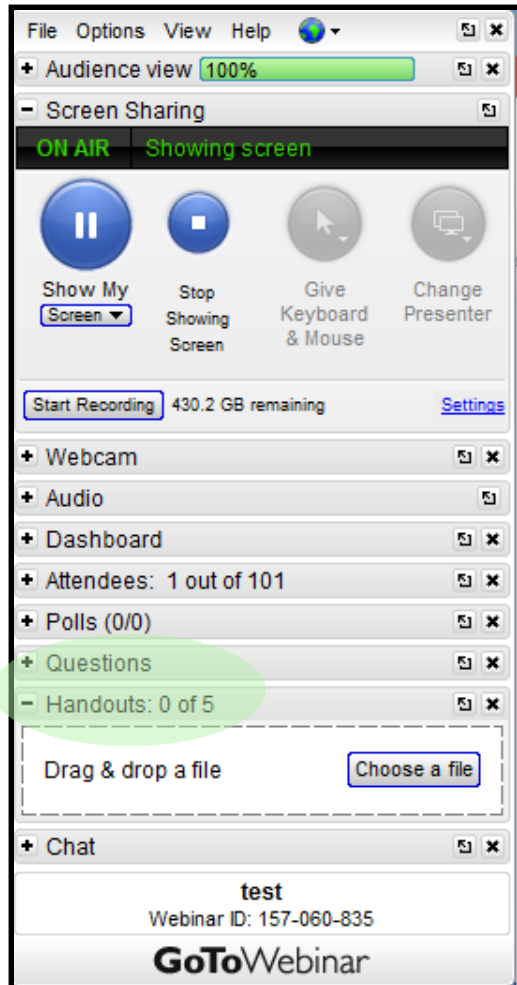 File Options View Help
Audience view 100%
Screen Sharing
ON AIR Showing screen
Show My
Screen
Stop
Showing
Screen
Give
Keyboard
& Mouse
Change
Presenter
Start Recording 430.2 GB remaining Settings
Webcam
Audio
Dashboard
Attendees: 1 out of 101
Polls (0/0)
Questions
Handouts: 0 of 5
Drag & drop a file Choose a file
Chat
test
Webinar ID: 157-060-835
GoToWebinar